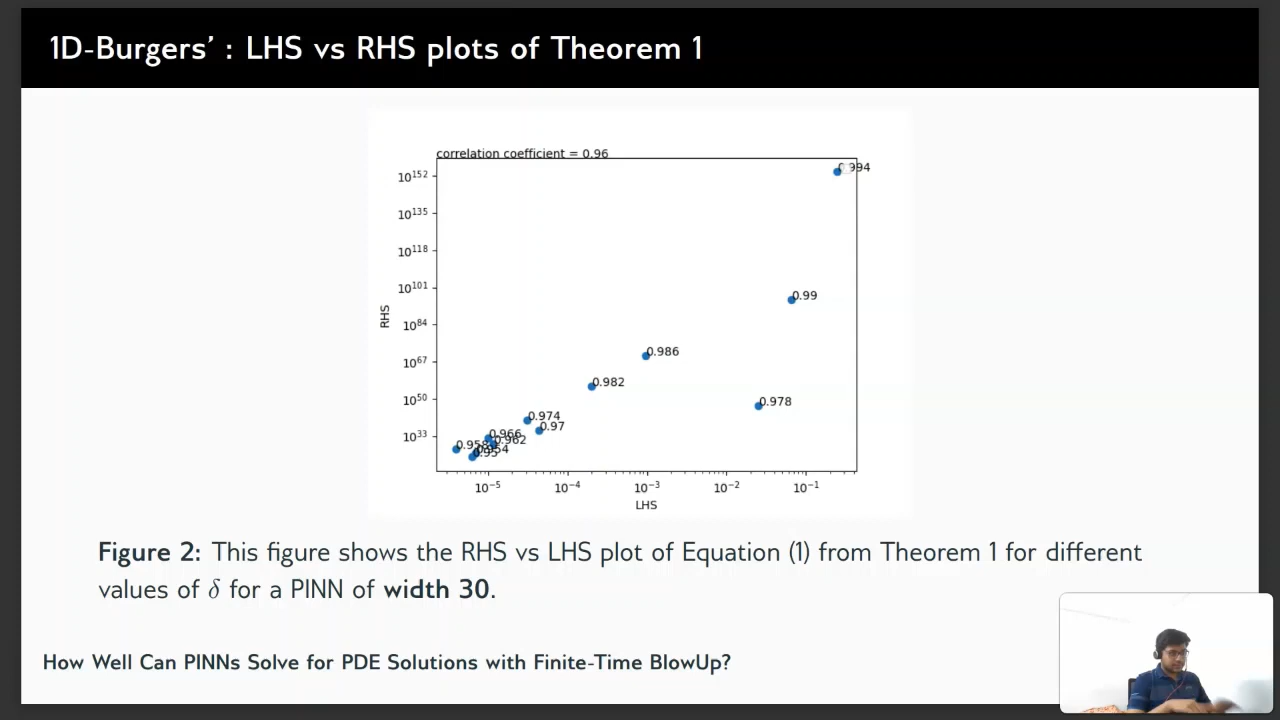 1D-Burgers' : LHS vs RHS plots of Theorem 1
correlation coefficient = 0.96
0.994
10^152
10^135
10^118
10^101
0.99
RHS
10^84
0.986
10^67
0.982
0.978
10^50
0.974
0.97
10^33
0.966
0.962
0.958
0.954
0.95
10^−5 10^−4 10^−3 10^−2 10^−1
LHS
Figure 2: This figure shows the RHS vs LHS plot of Equation (1) from Theorem 1 for different
values of δ for a PINN of width 30.
How Well Can PINNs Solve for PDE Solutions with Finite-Time BlowUp?